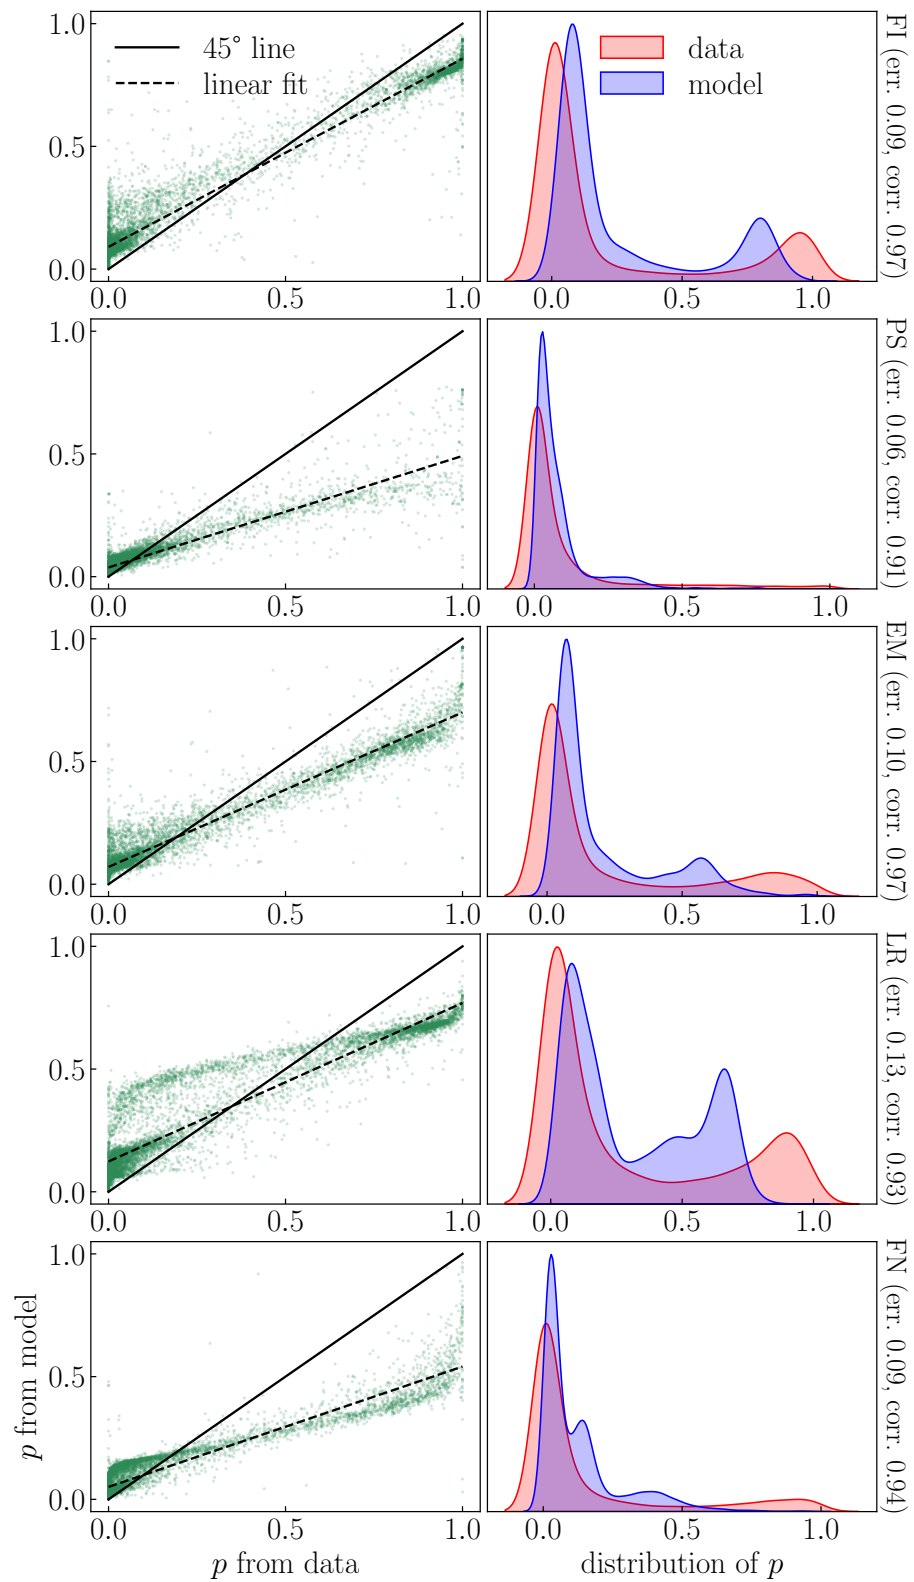 45° line
linear fit
data
model
1.0
0.5
0.0
0.0 0.5 1.0
0.0 0.5 1.0
FI (err. 0.09, corr. 0.97)
1.0
0.5
0.0
0.0 0.5 1.0
0.0 0.5 1.0
PS (err. 0.06, corr. 0.91)
1.0
0.5
0.0
0.0 0.5 1.0
0.0 0.5 1.0
EM (err. 0.10, corr. 0.97)
1.0
0.5
0.0
0.0 0.5 1.0
0.0 0.5 1.0
LR (err. 0.13, corr. 0.93)
1.0
0.5
0.0
0.0 0.5 1.0
0.0 0.5 1.0
FN (err. 0.09, corr. 0.94)
p from model
p from data
distribution of p